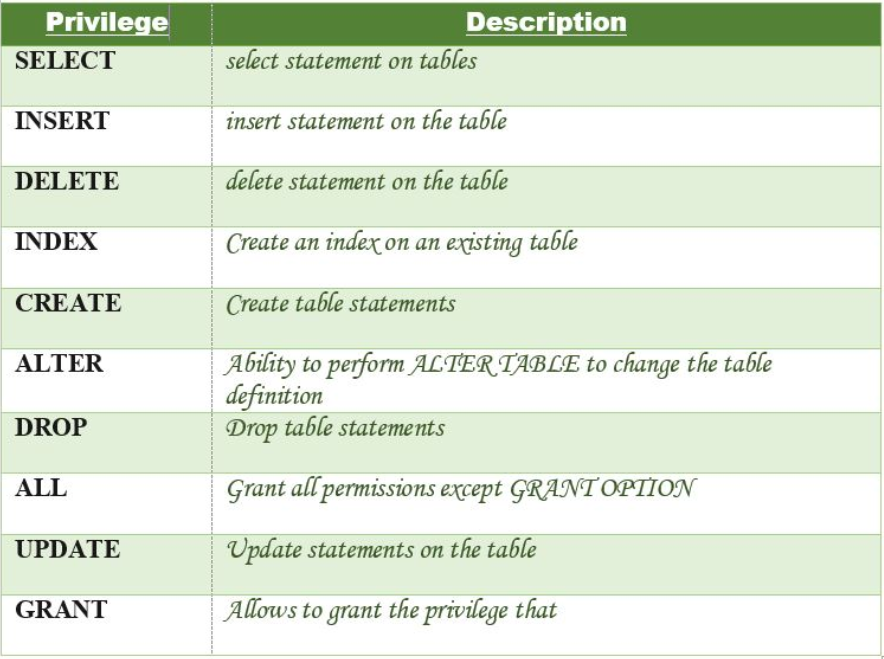 Privilege Description
SELECT select statement on tables
INSERT insert statement on the table
DELETE delete statement on the table
INDEX Create an index on an existing table
CREATE Create table statements
ALTER Ability to perform ALTER TABLE to change the table
definition
DROP Drop table statements
ALL Grant all permissions except GRANT OPTION
UPDATE Update statements on the table
GRANT Allows to grant the privilege that